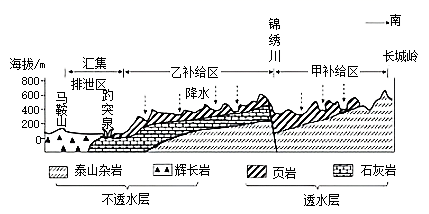 锦绣川
南
海拔/m
汇集
排泄区
乙补给区
甲补给区
长城岭
800
600
400
200
0
马鞍山
趵突泉
降水
泰山杂岩
辉长岩
页岩
石灰岩
不透水层
透水层